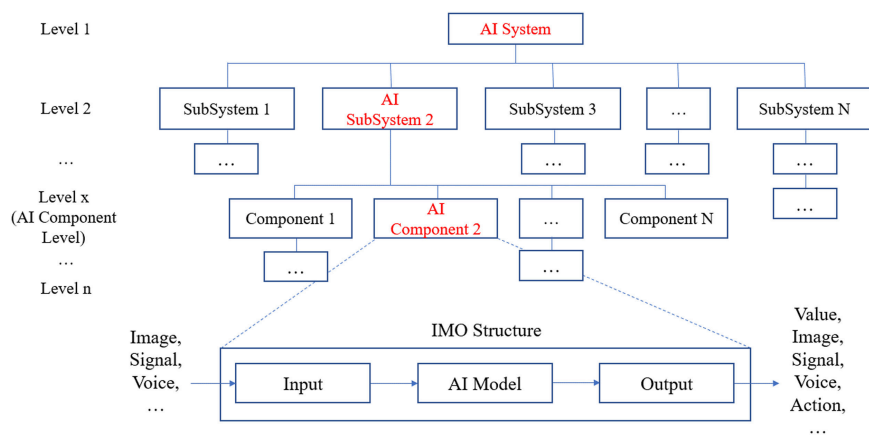 Level 1
AI System
Level 2
SubSystem 1
AI
SubSystem 2
SubSystem 3
...
SubSystem N
...
...
...
...
...
...
Level x
(AI Component
Level)
Component 1
AI
Component 2
...
Component N
...
...
...
Level n
IMO Structure
Image,
Signal,
Voice,
...
Input
AI Model
Output
Value,
Image,
Signal,
Voice,
Action,
...